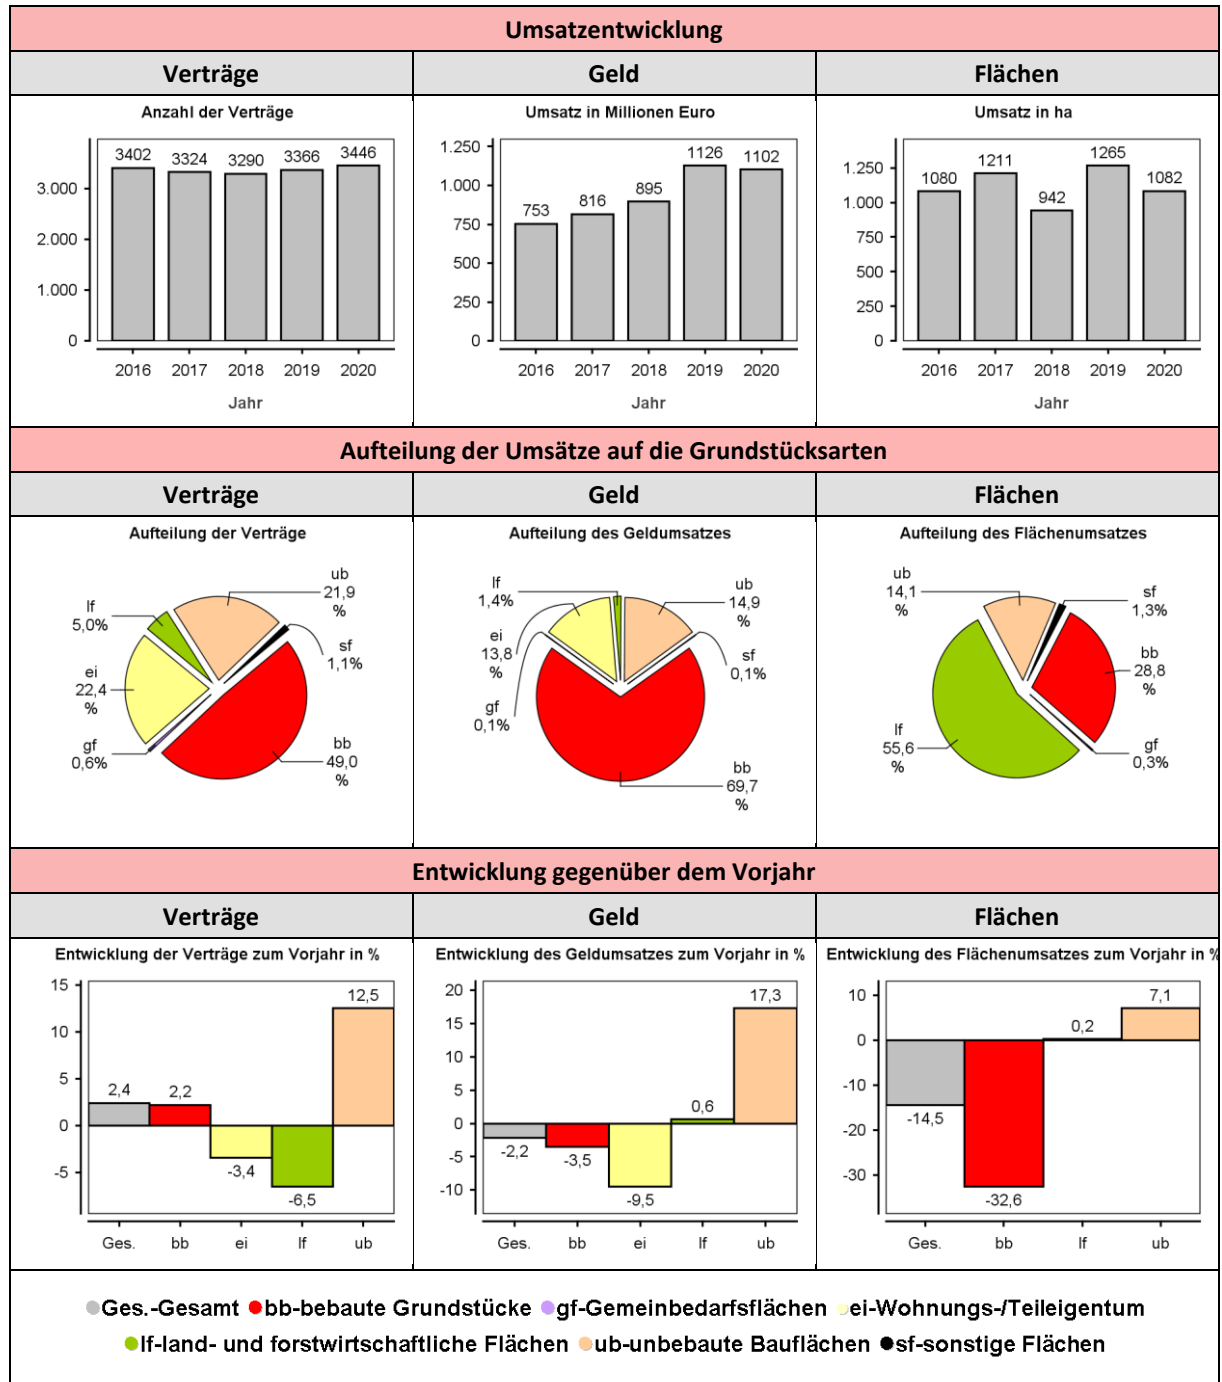 Umsatzentwicklung
Verträge Geld Flächen
Anzahl der Verträge
3.000
2.000
1.000
0
3402 3324 3290 3366 3446
2016 2017 2018 2019 2020
Jahr
Umsatz in Millionen Euro
1.250
1.000
750
500
250
0
753 816 895 1126 1102
2016 2017 2018 2019 2020
Jahr
Umsatz in ha
1.250
1.000
750
500
250
0
1080 1211 942 1265 1082
2016 2017 2018 2019 2020
Jahr
Aufteilung der Umsätze auf die Grundstücksarten
Verträge Geld Flächen
Aufteilung der Verträge
ub
21,9
%
lf
5,0%
sf
1,1%
ei
22,4
%
gf
0,6%
bb
49,0
%
Aufteilung des Geldumsatzes
lf
1,4%
ub
14,9
%
ei
13,8
%
sf
0,1%
gf
0,1%
bb
69,7
%
Aufteilung des Flächenumsatzes
ub
14,1
%
sf
1,3%
bb
28,8
%
lf
55,6
%
gf
0,3%
Entwicklung gegenüber dem Vorjahr
Verträge Geld Flächen
Entwicklung der Verträge zum Vorjahr in %
15
10
5
0
-5
2,4 2,2 -3,4 -6,5 12,5
Ges. bb ei lf ub
Entwicklung des Geldumsatzes zum Vorjahr in %
20
15
10
5
0
-5
-10
-2,2 -3,5 -9,5 0,6 17,3
Ges. bb ei lf ub
Entwicklung des Flächenumsatzes zum Vorjahr in %
10
0
-10
-20
-30
-14,5 -32,6 0,2 7,1
Ges. bb lf ub
Ges.-Gesamt bb-bebaute Grundstücke gf-Gemeinbedarfsflächen ei-Wohnungs-/Teileigentum
lf-land- und forstwirtschaftliche Flächen ub-unbebaute Bauflächen sf-sonstige Flächen